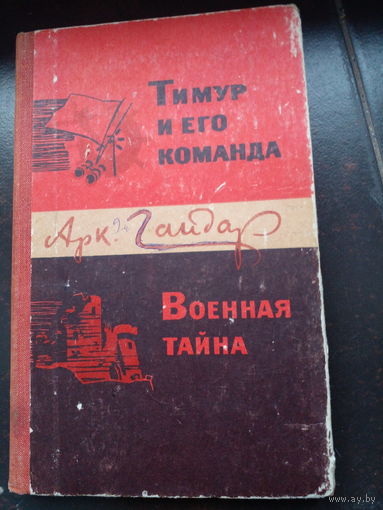 Тимур
и его
команда
Арк. Гайдар
Военная
тайна
www.ay.by